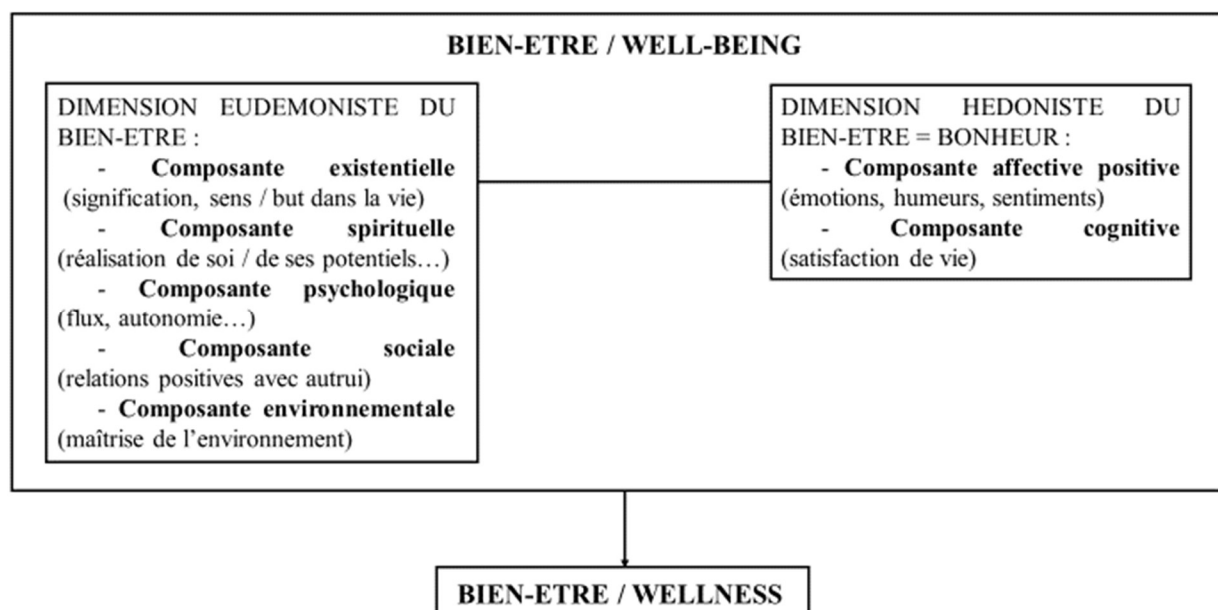 BIEN-ETRE / WELL-BEING
DIMENSION EUDEMONISTE DU
BIEN-ETRE :
- Composante existentielle
(signification, sens / but dans la vie)
- Composante spirituelle
(réalisation de soi / de ses potentiels…)
- Composante psychologique
(flux, autonomie…)
- Composante sociale
(relations positives avec autrui)
- Composante environnementale
(maîtrise de l’environnement)
DIMENSION HEDONISTE DU
BIEN-ETRE = BONHEUR :
- Composante affective positive
(émotions, humeurs, sentiments)
- Composante cognitive
(satisfaction de vie)
BIEN-ETRE / WELLNESS